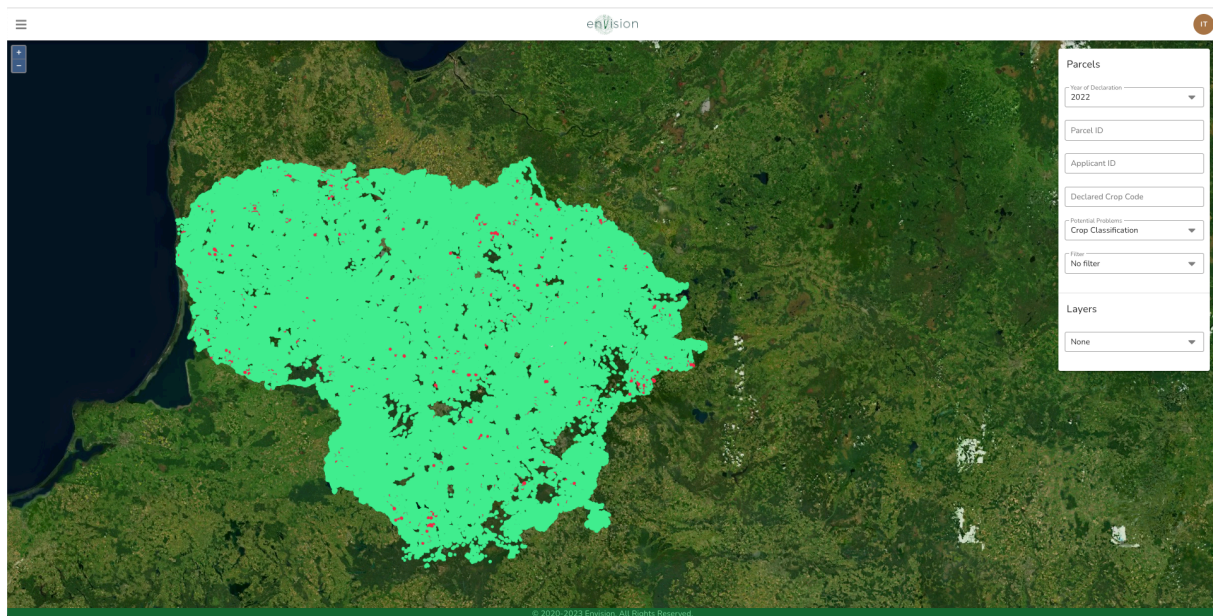 envision
IT
+
−
Parcels
Year of Declaration
2022
Parcel ID
Applicant ID
Declared Crop Code
Potential Problems
Crop Classification
Filter
No filter
Layers
None
© 2020-2023 Envision. All Rights Reserved.